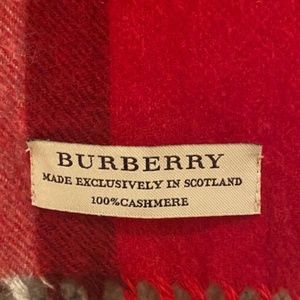 BURBERRY
MADE EXCLUSIVELY IN SCOTLAND
100%CASHMERE